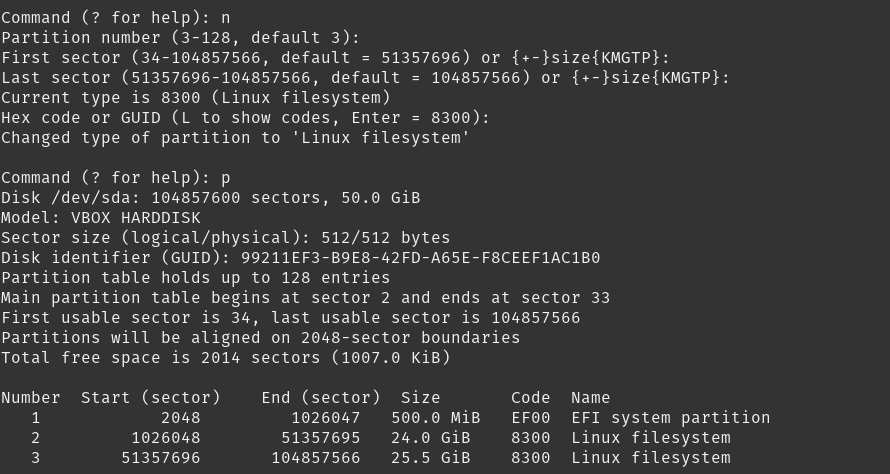 Command (? for help): n
Partition number (3-128, default 3):
First sector (34-104857566, default = 51357696) or {+-}size{KMGTP}:
Last sector (51357696-104857566, default = 104857566) or {+-}size{KMGTP}:
Current type is 8300 (Linux filesystem)
Hex code or GUID (L to show codes, Enter = 8300):
Changed type of partition to 'Linux filesystem'

Command (? for help): p
Disk /dev/sda: 104857600 sectors, 50.0 GiB
Model: VBOX HARDDISK
Sector size (logical/physical): 512/512 bytes
Disk identifier (GUID): 99211EF3-B9E8-42FD-A65E-F8CEEF1AC1B0
Partition table holds up to 128 entries
Main partition table begins at sector 2 and ends at sector 33
First usable sector is 34, last usable sector is 104857566
Partitions will be aligned on 2048-sector boundaries
Total free space is 2014 sectors (1007.0 KiB)

Number  Start (sector)    End (sector)  Size       Code  Name
   1            2048         1026047   500.0 MiB   EF00  EFI system partition
   2         1026048        51357695   24.0 GiB    8300  Linux filesystem
   3        51357696       104857566   25.5 GiB    8300  Linux filesystem